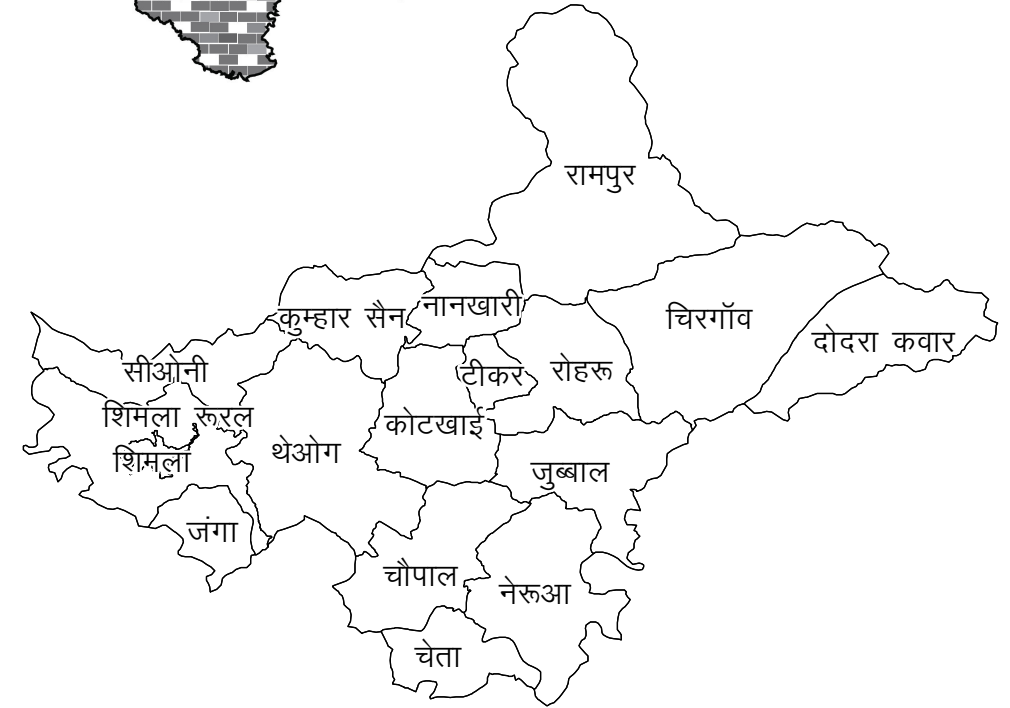 रामपुर
नानखारी
कुम्हार सैन
चिरगॉव
दोदरा कवार
सीओनी
टीकर
रोहरू
शिमला रूरल
कोटखाई
थेओग
शिमला
जुब्बाल
जंगा
चौपाल
नेरूआ
चेता